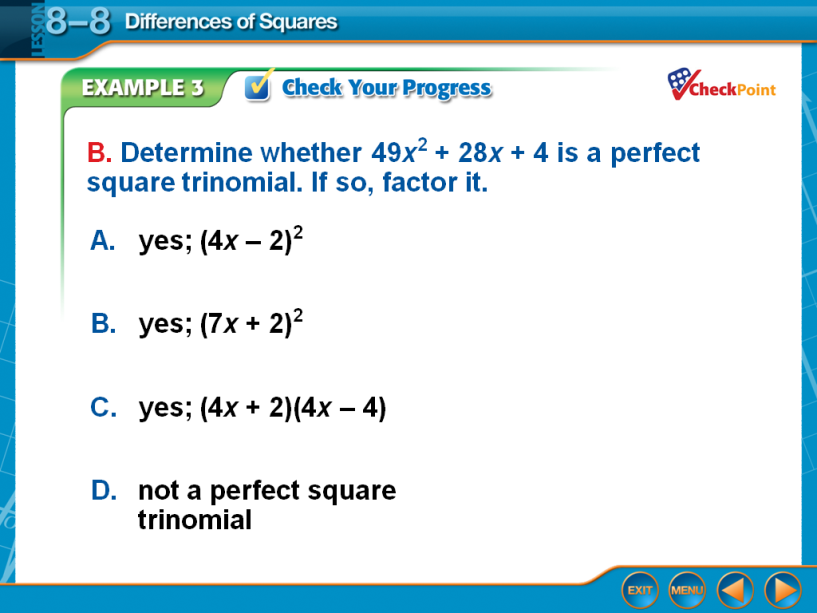 LESSON 8–8 Differences of Squares
EXAMPLE 3 Check Your Progress CheckPoint
B. Determine whether 49x² + 28x + 4 is a perfect
square trinomial. If so, factor it.
A. yes; (4x – 2)²
B. yes; (7x + 2)²
C. yes; (4x + 2)(4x – 4)
D. not a perfect square
trinomial
EXIT MENU